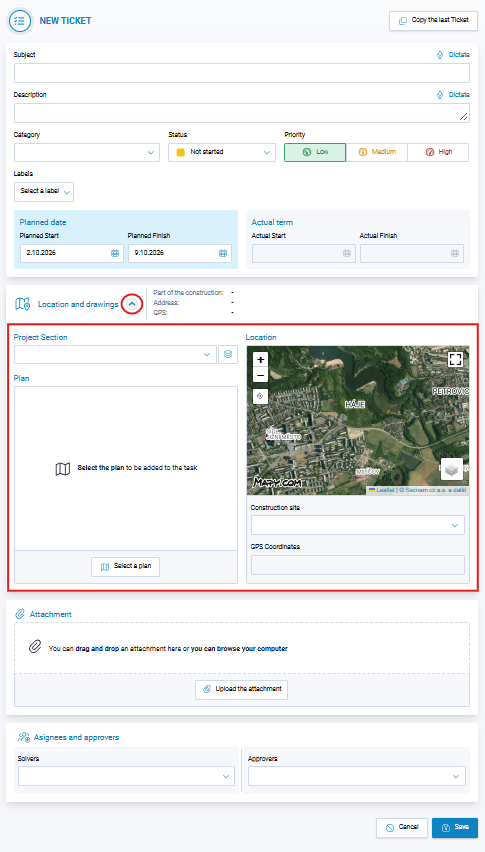 NEW TICKET
Copy the last Ticket
Subject
Dictate
Description
Dictate
Category
Status
Priority
Not started
Low
Medium
High
Labels
Select a label
Planned date
Actual term
Planned Start
Planned Finish
Actual Start
Actual Finish
2.10.2026
9.10.2026
Location and drawings
Part of the construction: -
Address: -
GPS: -
Project Section
Location
Plan
+
−
HÁJE
PETROVIC
JIŽNÍ MĚSTO
MILÍČOV
Mapy.com
Leaflet | © Seznam.cz a.s. a další
Select the plan to be added to the task
Select a plan
Construction site
GPS Coordinates
Attachment
You can drag and drop an attachment here or you can browse your computer
Upload the attachment
Asignees and approvers
Solvers
Approvers
Cancel
Save